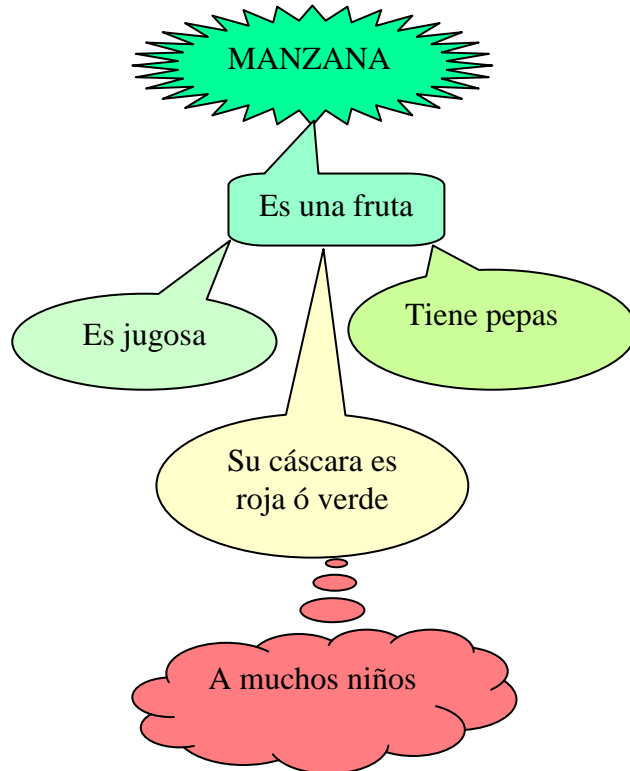 MANZANA
Es una fruta
Es jugosa
Tiene pepas
Su cáscara es
roja ó verde
A muchos niños